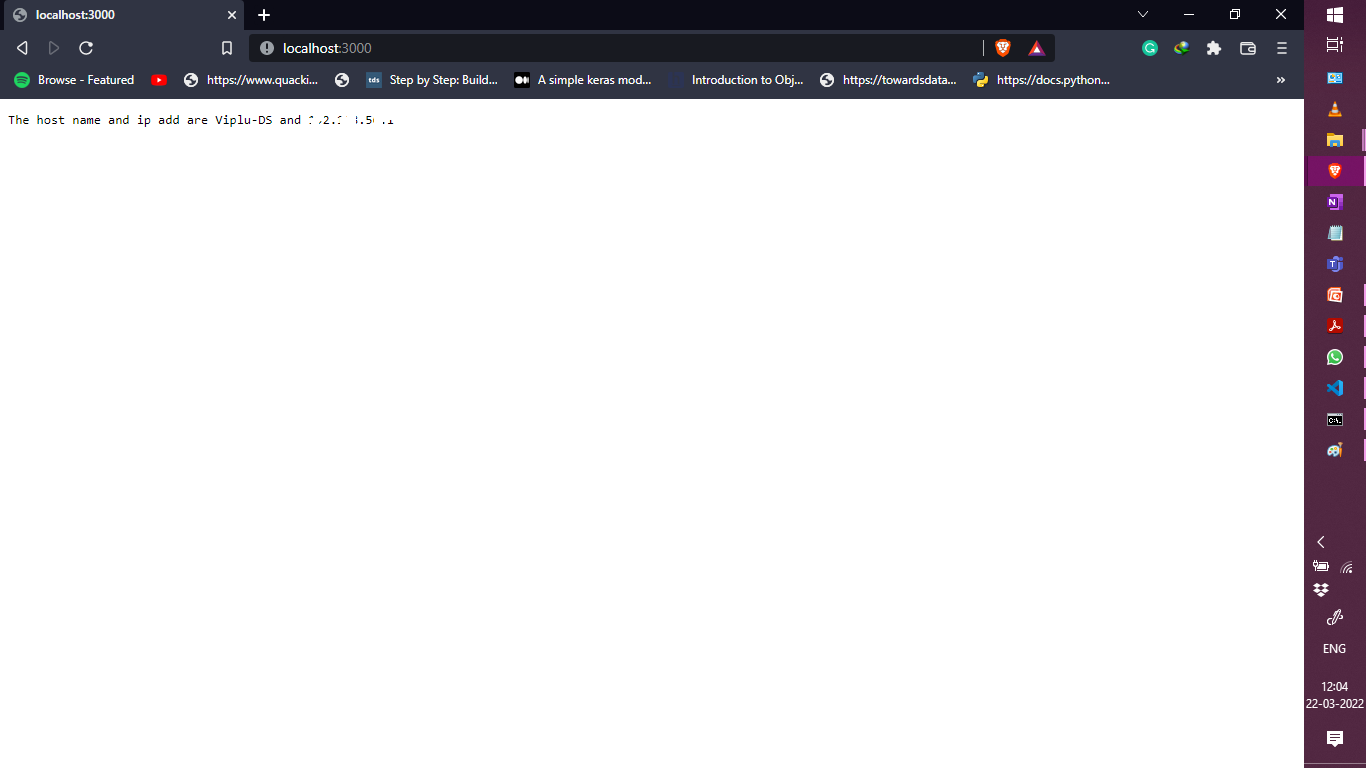 localhost:3000
localhost:3000
Browse - Featured
https://www.quacki...
tds
Step by Step: Build...
A simple keras mod...
Introduction to Obj...
https://towardsdata...
https://docs.python...
The host name and ip add are Viplu-DS and
ENG
12:04
22-03-2022